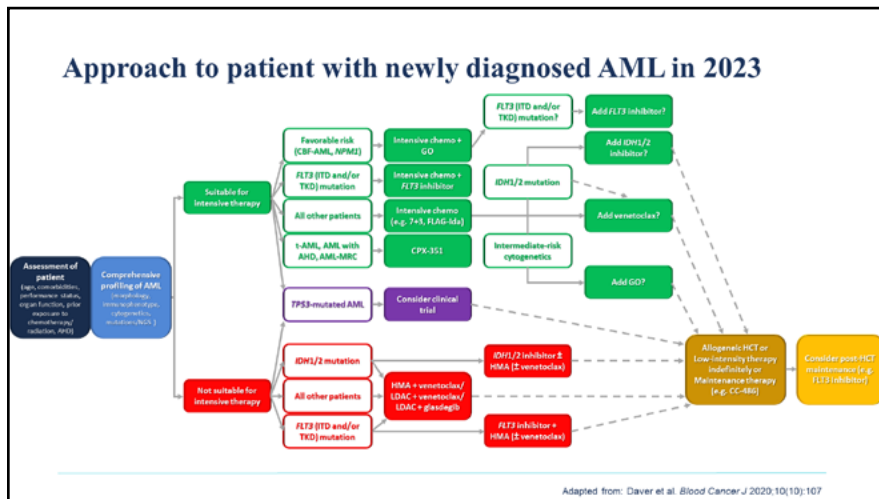 Approach to patient with newly diagnosed AML in 2023
FLT3 (ITD and/or
TKD) mutation?
Add FLT3 inhibitor?
Favorable risk
(CBF-AML, NPM1)
Intensive chemo +
GO
Add IDH1/2
inhibitor?
FLT3 (ITD and/or
TKD) mutation
Intensive chemo +
FLT3 inhibitor
IDH1/2 mutation
Suitable for
intensive therapy
All other patients
Intensive chemo
(e.g. 7+3, FLAG-Ida)
Add venetoclax?
t-AML, AML with
AHD, AML-MRC
CPX-351
Intermediate-risk
cytogenetics
Add GO?
Assessment of
patient
(age, comorbidities,
performance status,
organ function, prior
exposure to
chemotherapy/
radiation, AHD)
Comprehensive
profiling of AML
(morphology,
immunophenotype,
cytogenetics,
mutations/NGS)
TP53-mutated AML
Consider clinical
trial
IDH1/2 mutation
IDH1/2 inhibitor ±
HMA (± venetoclax)
Allogeneic HCT or
Low-intensity therapy
indefinitely or
Maintenance therapy
(e.g. CC-486)
Consider post-HCT
maintenance (e.g.
FLT3 inhibitor)
Not suitable for
intensive therapy
All other patients
HMA + venetoclax/
LDAC + venetoclax/
LDAC + glasdegib
FLT3 (ITD and/or
TKD) mutation
FLT3 inhibitor +
HMA (± venetoclax)
Adapted from: Daver et al. Blood Cancer J 2020;10(10):107